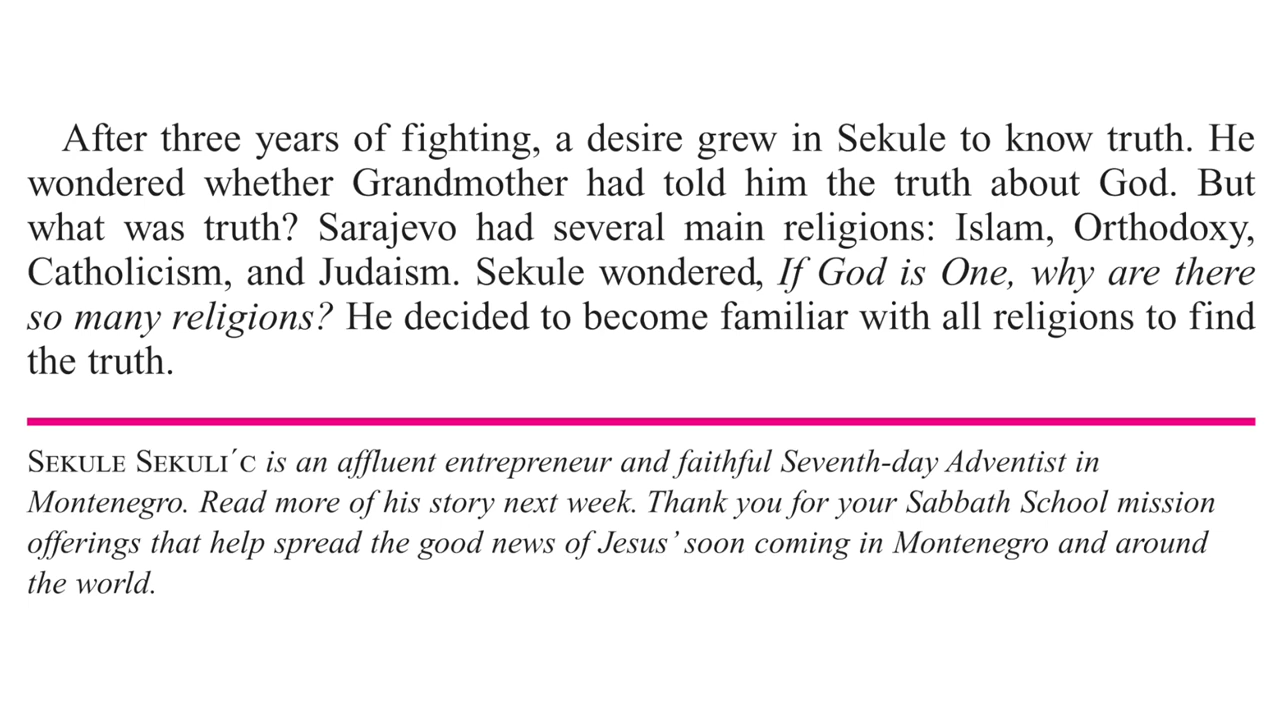 After three years of fighting, a desire grew in Sekule to know truth. He
wondered whether Grandmother had told him the truth about God. But
what was truth? Sarajevo had several main religions: Islam, Orthodoxy,
Catholicism, and Judaism. Sekule wondered, If God is One, why are there
so many religions? He decided to become familiar with all religions to find
the truth.
SEKULE SEKULI´C is an affluent entrepreneur and faithful Seventh-day Adventist in
Montenegro. Read more of his story next week. Thank you for your Sabbath School mission
offerings that help spread the good news of Jesus’ soon coming in Montenegro and around
the world.